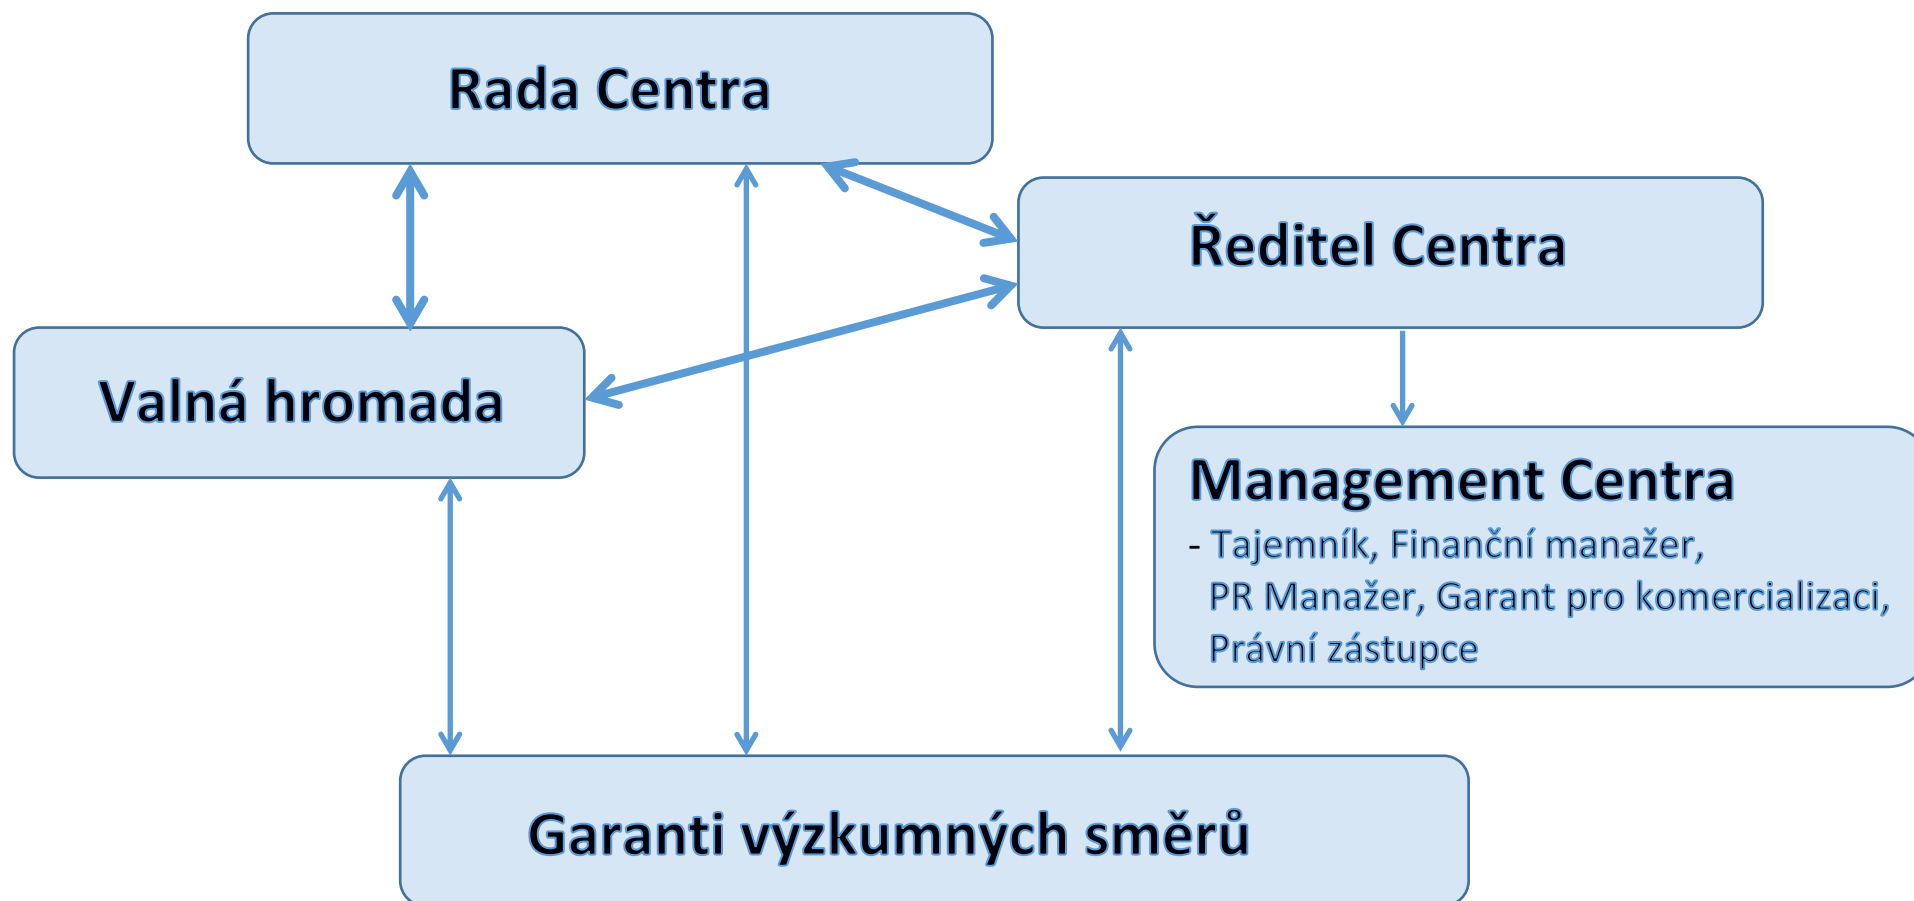 Rada Centra
Ředitel Centra
Valná hromada
Management Centra
- Tajemník, Finanční manažer,
PR Manažer, Garant pro komercializaci,
Právní zástupce
Garanti výzkumných směrů